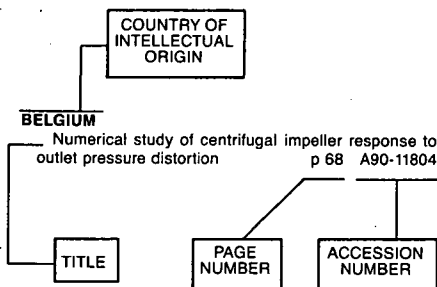 COUNTRY OF
INTELLECTUAL
ORIGIN
BELGIUM
Numerical study of centrifugal impeller response to
outlet pressure distortion p 68 A90-11804
TITLE
PAGE
NUMBER
ACCESSION
NUMBER